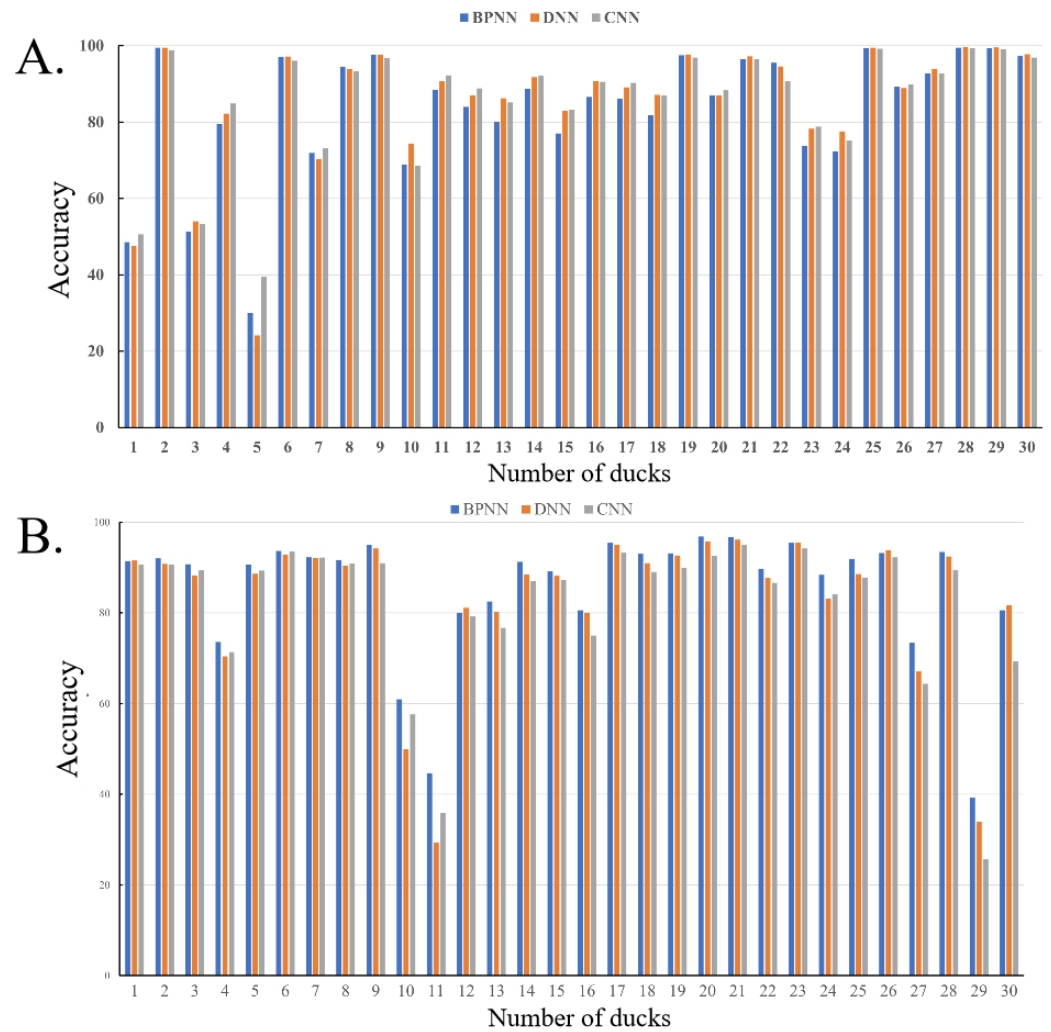 BPNN DNN CNN
A.
100
80
60
40
20
0
Accuracy
1 2 3 4 5 6 7 8 9 10 11 12 13 14 15 16 17 18 19 20 21 22 23 24 25 26 27 28 29 30
Number of ducks
BPNN DNN CNN
B.
100
80
60
40
20
0
Accuracy
1 2 3 4 5 6 7 8 9 10 11 12 13 14 15 16 17 18 19 20 21 22 23 24 25 26 27 28 29 30
Number of ducks